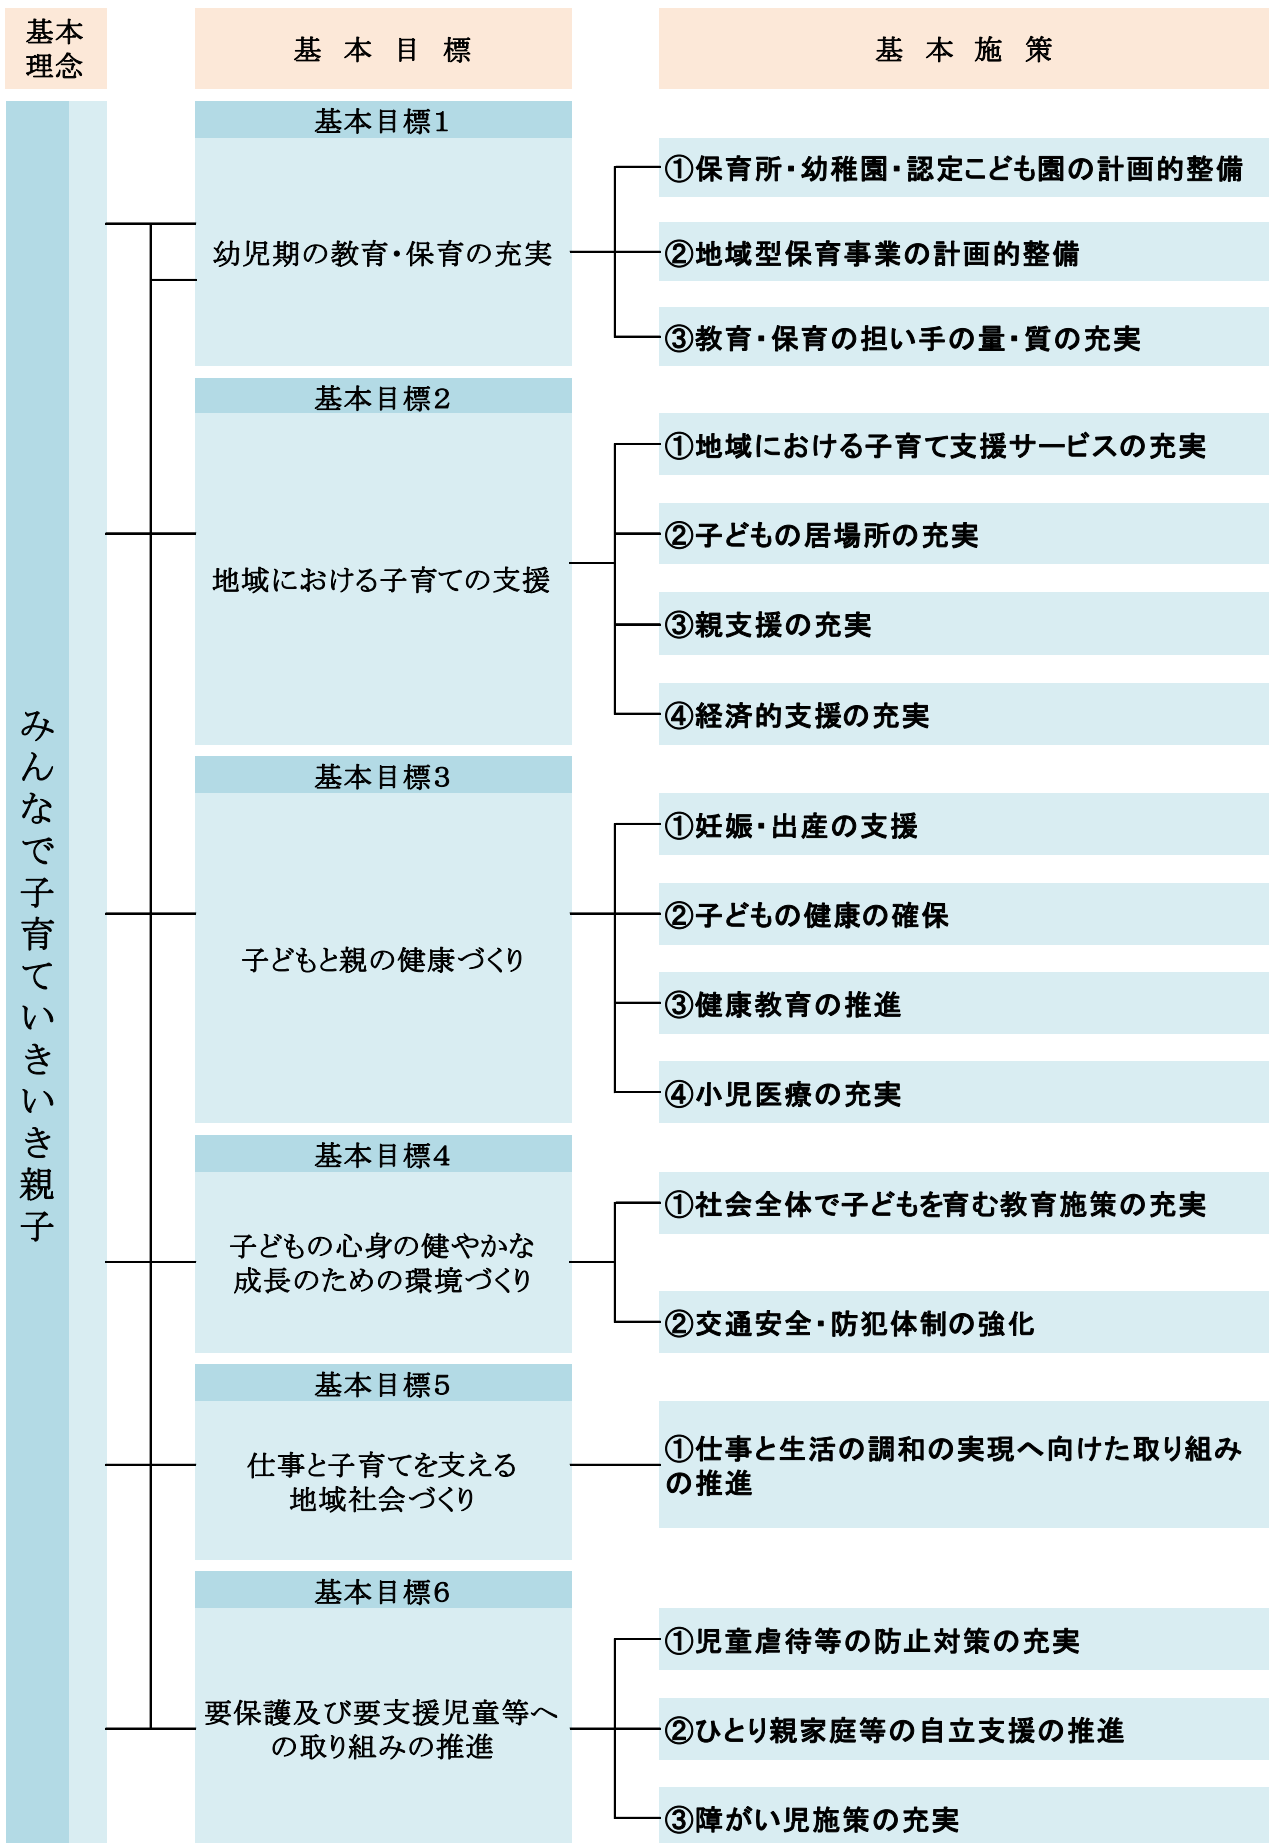 基本
理念
基本目標
基本施策
みんなで子育ていきいき親子
基本目標1
幼児期の教育・保育の充実
①保育所・幼稚園・認定こども園の計画的整備
②地域型保育事業の計画的整備
③教育・保育の担い手の量・質の充実
基本目標2
地域における子育ての支援
①地域における子育て支援サービスの充実
②子どもの居場所の充実
③親支援の充実
④経済的支援の充実
基本目標3
子どもと親の健康づくり
①妊娠・出産の支援
②子どもの健康の確保
③健康教育の推進
④小児医療の充実
基本目標4
子どもの心身の健やかな
成長のための環境づくり
①社会全体で子どもを育む教育施策の充実
②交通安全・防犯体制の強化
基本目標5
仕事と子育てを支える
地域社会づくり
①仕事と生活の調和の実現へ向けた取り組み
の推進
基本目標6
要保護及び要支援児童等へ
の取り組みの推進
①児童虐待等の防止対策の充実
②ひとり親家庭等の自立支援の推進
③障がい児施策の充実